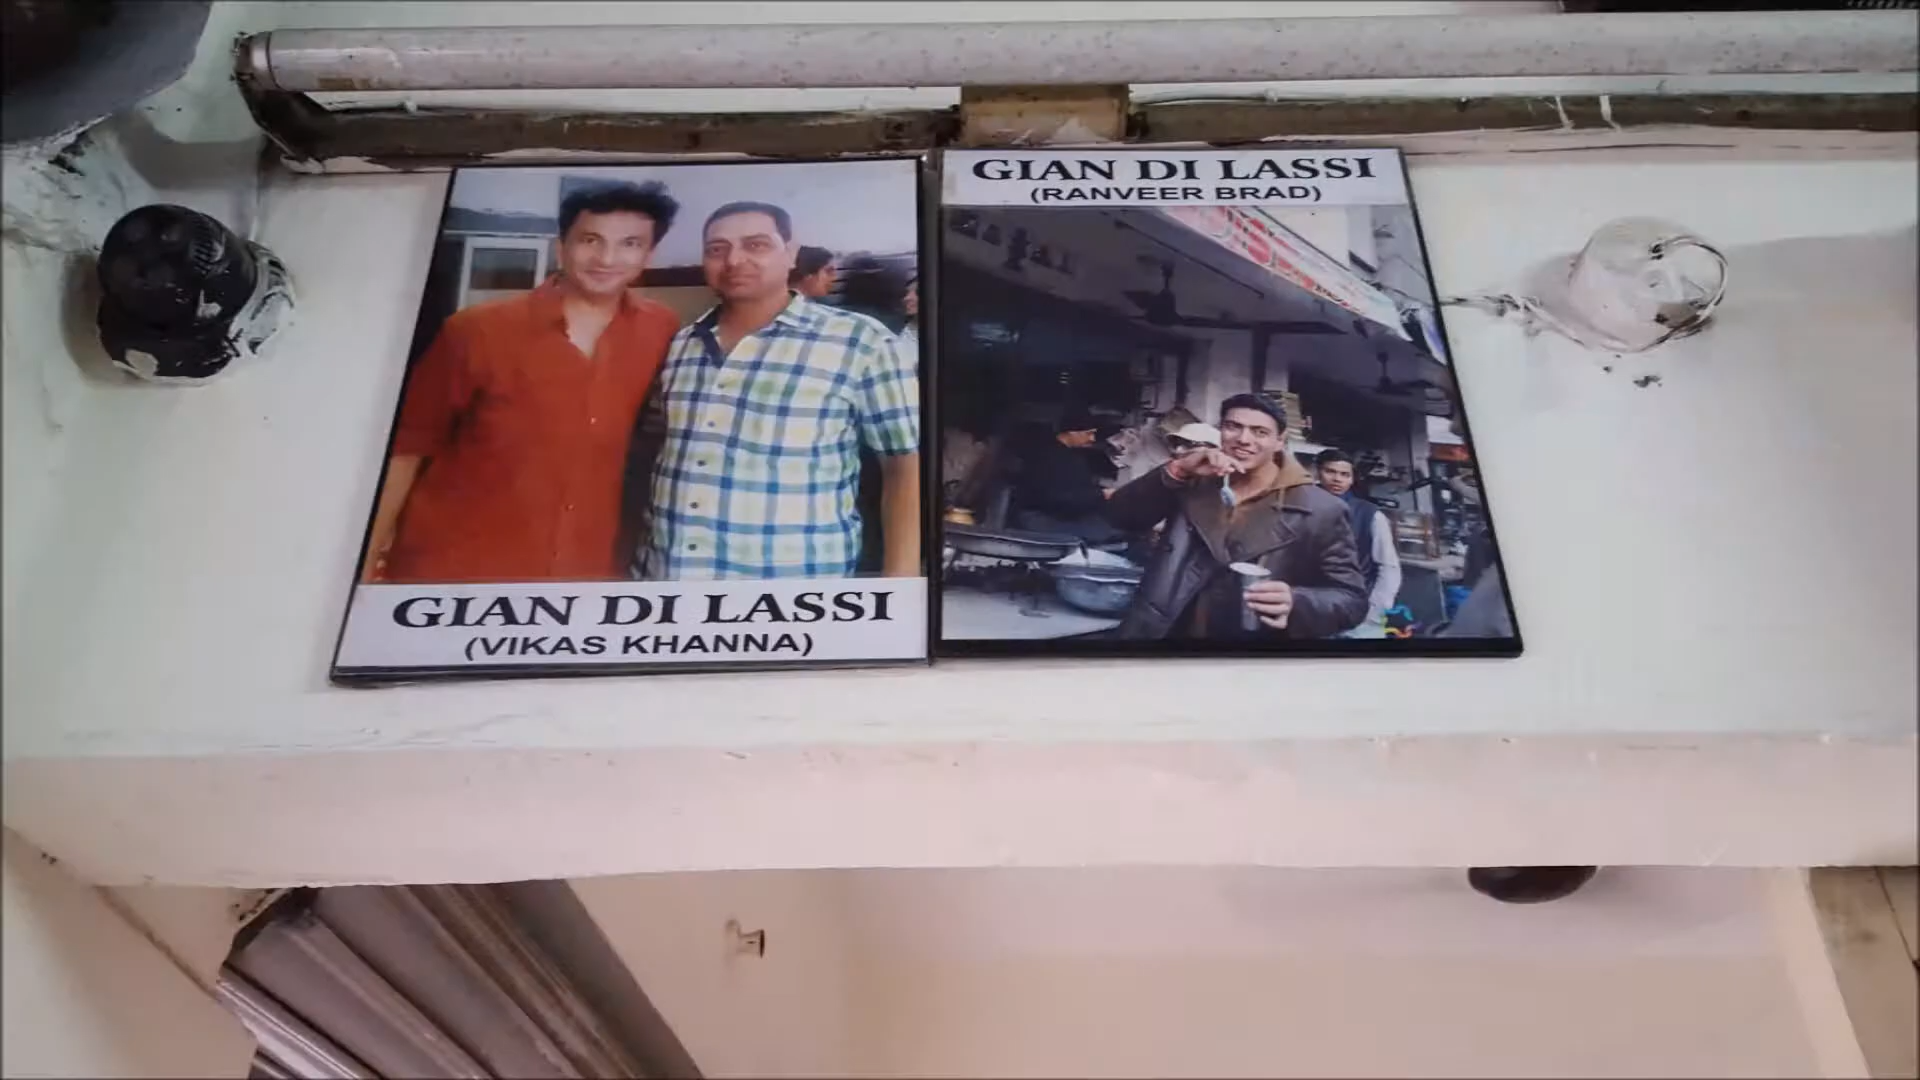 GIAN DI LASSI
(VIKAS KHANNA)
GIAN DI LASSI
(RANVEER BRAD)